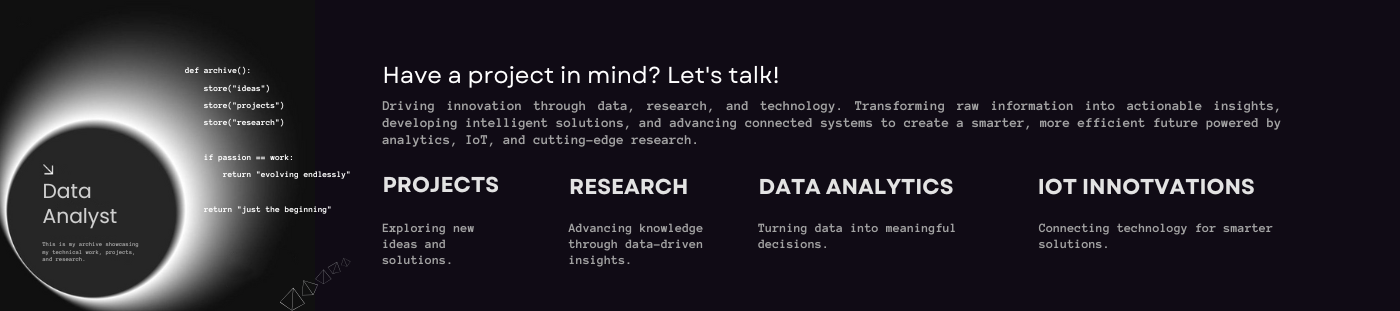 def archive():
store("ideas")
store("projects")
store("research")
if passion == work:
return "evolving endlessly"
return "just the beginning"
Data
Analyst
This is my archive showcasing
my technical work, projects,
and research.
Have a project in mind? Let's talk!
Driving innovation through data, research, and technology. Transforming raw information into actionable insights,
developing intelligent solutions, and advancing connected systems to create a smarter, more efficient future powered by
analytics, IoT, and cutting-edge research.
PROJECTS
Exploring new
ideas and
solutions.
RESEARCH
Advancing knowledge
through data-driven
insights.
DATA ANALYTICS
Turning data into meaningful
decisions.
IOT INNOTVATIONS
Connecting technology for smarter
solutions.